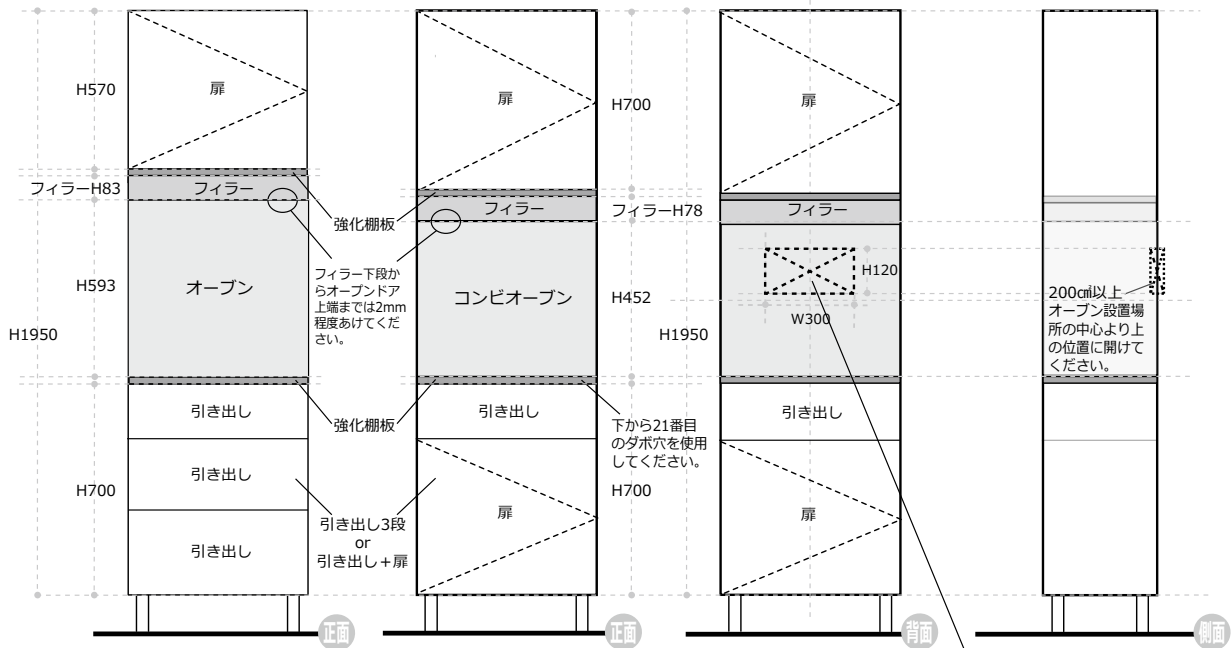 H570
フィラーH83
H593
H1950
H700
扉
フィラー
オーブン
引き出し
引き出し
引き出し
正面
強化棚板
フィラー下段か
らオーブンドア
上端までは2mm
程度あけてくだ
さい。
強化棚板
引き出し3段
or
引き出し＋扉
扉
フィラー
コンビオーブン
引き出し
扉
正面
H700
フィラーH78
H452
H1950
下から21番目
のダボ穴を使用
してください。
H700
扉
フィラー
H120
W300
引き出し
扉
背面
200㎠以上
オーブン設置場
所の中心より上
の位置に開けて
ください。
側面